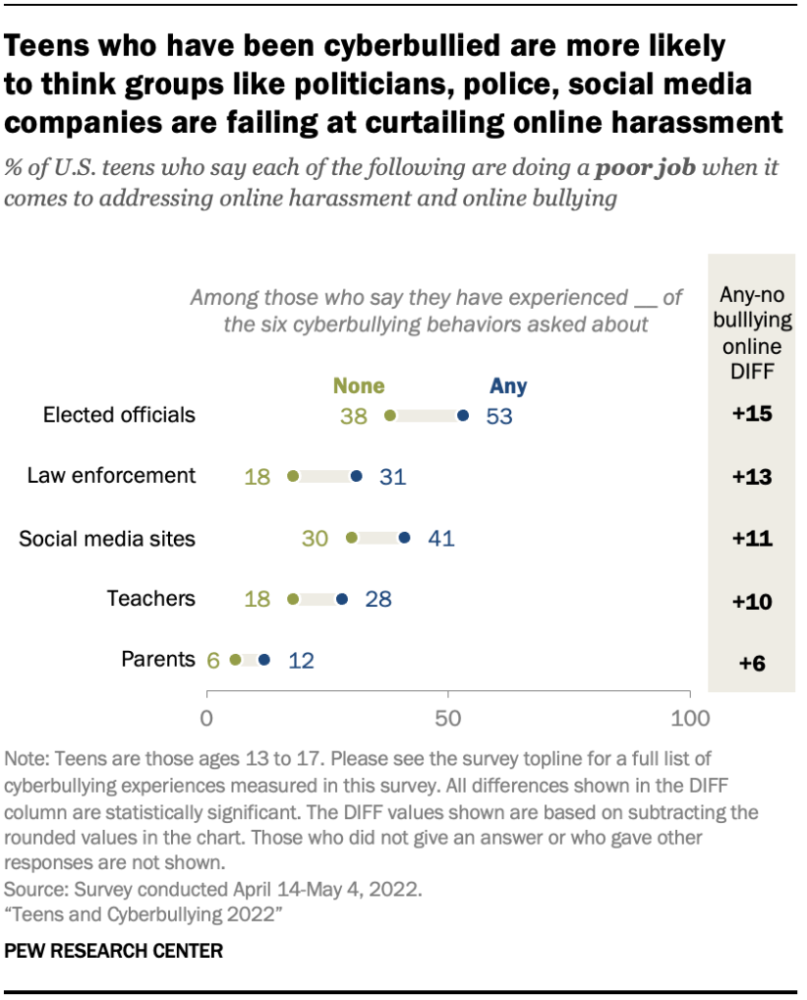 Teens who have been cyberbullied are more likely
to think groups like politicians, police, social media
companies are failing at curtailing online harassment
% of U.S. teens who say each of the following are doing a poor job when it
comes to addressing online harassment and online bullying
Among those who say they have experienced __ of
the six cyberbullying behaviors asked about
Any-no
bulllying
online
DIFF
None Any
Elected officials 38 53 +15
Law enforcement 18 31 +13
Social media sites 30 41 +11
Teachers 18 28 +10
Parents 6 12 +6
0 50 100
Note: Teens are those ages 13 to 17. Please see the survey topline for a full list of
cyberbullying experiences measured in this survey. All differences shown in the DIFF
column are statistically significant. The DIFF values shown are based on subtracting the
rounded values in the chart. Those who did not give an answer or who gave other
responses are not shown.
Source: Survey conducted April 14-May 4, 2022.
“Teens and Cyberbullying 2022”
PEW RESEARCH CENTER